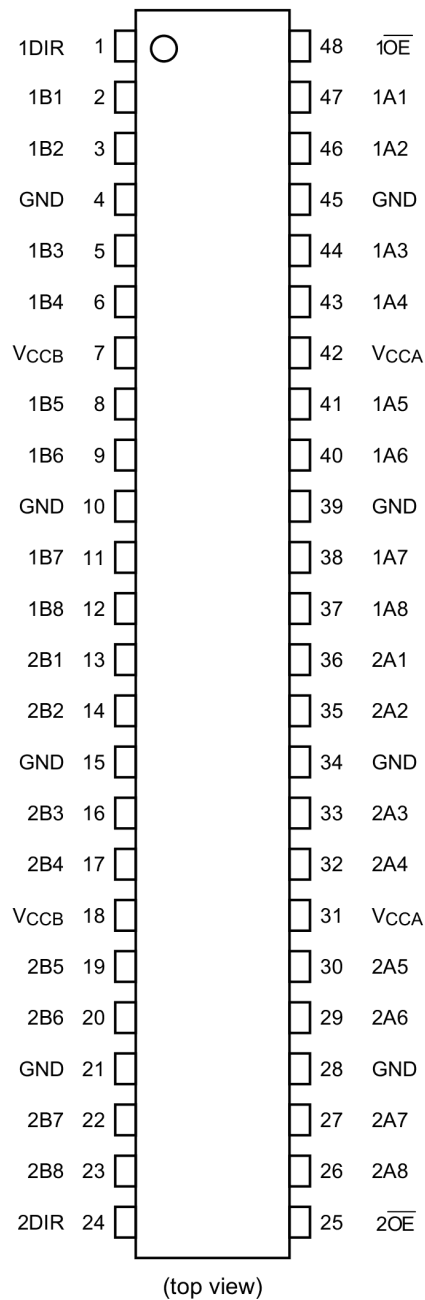 1DIR 1 48 1O̅E̅
1B1 2 47 1A1
1B2 3 46 1A2
GND 4 45 GND
1B3 5 44 1A3
1B4 6 43 1A4
VCCB 7 42 VCCA
1B5 8 41 1A5
1B6 9 40 1A6
GND 10 39 GND
1B7 11 38 1A7
1B8 12 37 1A8
2B1 13 36 2A1
2B2 14 35 2A2
GND 15 34 GND
2B3 16 33 2A3
2B4 17 32 2A4
VCCB 18 31 VCCA
2B5 19 30 2A5
2B6 20 29 2A6
GND 21 28 GND
2B7 22 27 2A7
2B8 23 26 2A8
2DIR 24 25 2O̅E̅
(top view)